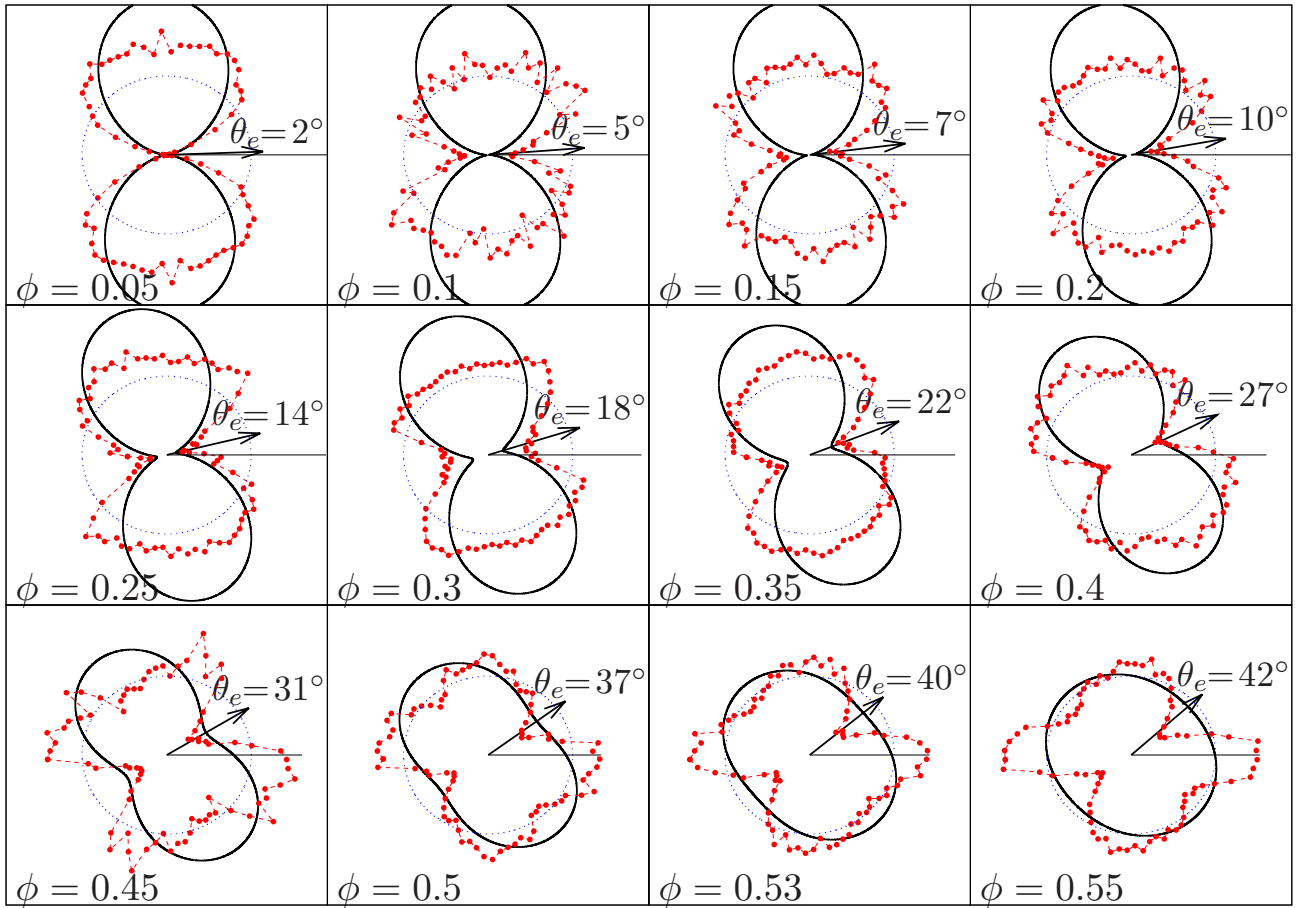 θₑ=2°
ϕ = 0.05
θₑ=5°
ϕ = 0.1
θₑ=7°
ϕ = 0.15
θₑ=10°
ϕ = 0.2
θₑ=14°
ϕ = 0.25
θₑ=18°
ϕ = 0.3
θₑ=22°
ϕ = 0.35
θₑ=27°
ϕ = 0.4
θₑ=31°
ϕ = 0.45
θₑ=37°
ϕ = 0.5
θₑ=40°
ϕ = 0.53
θₑ=42°
ϕ = 0.55